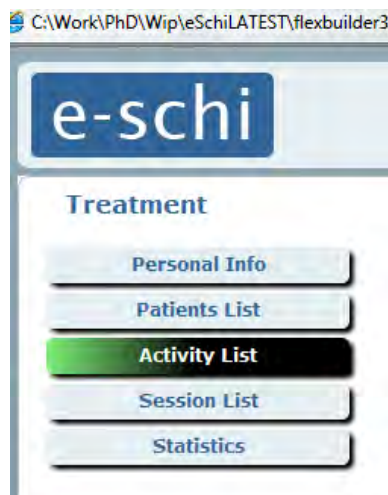 C:\Work\PhD\Wip\eSchiLATEST\flexbuilder3
e-schi
Treatment
Personal Info
Patients List
Activity List
Session List
Statistics